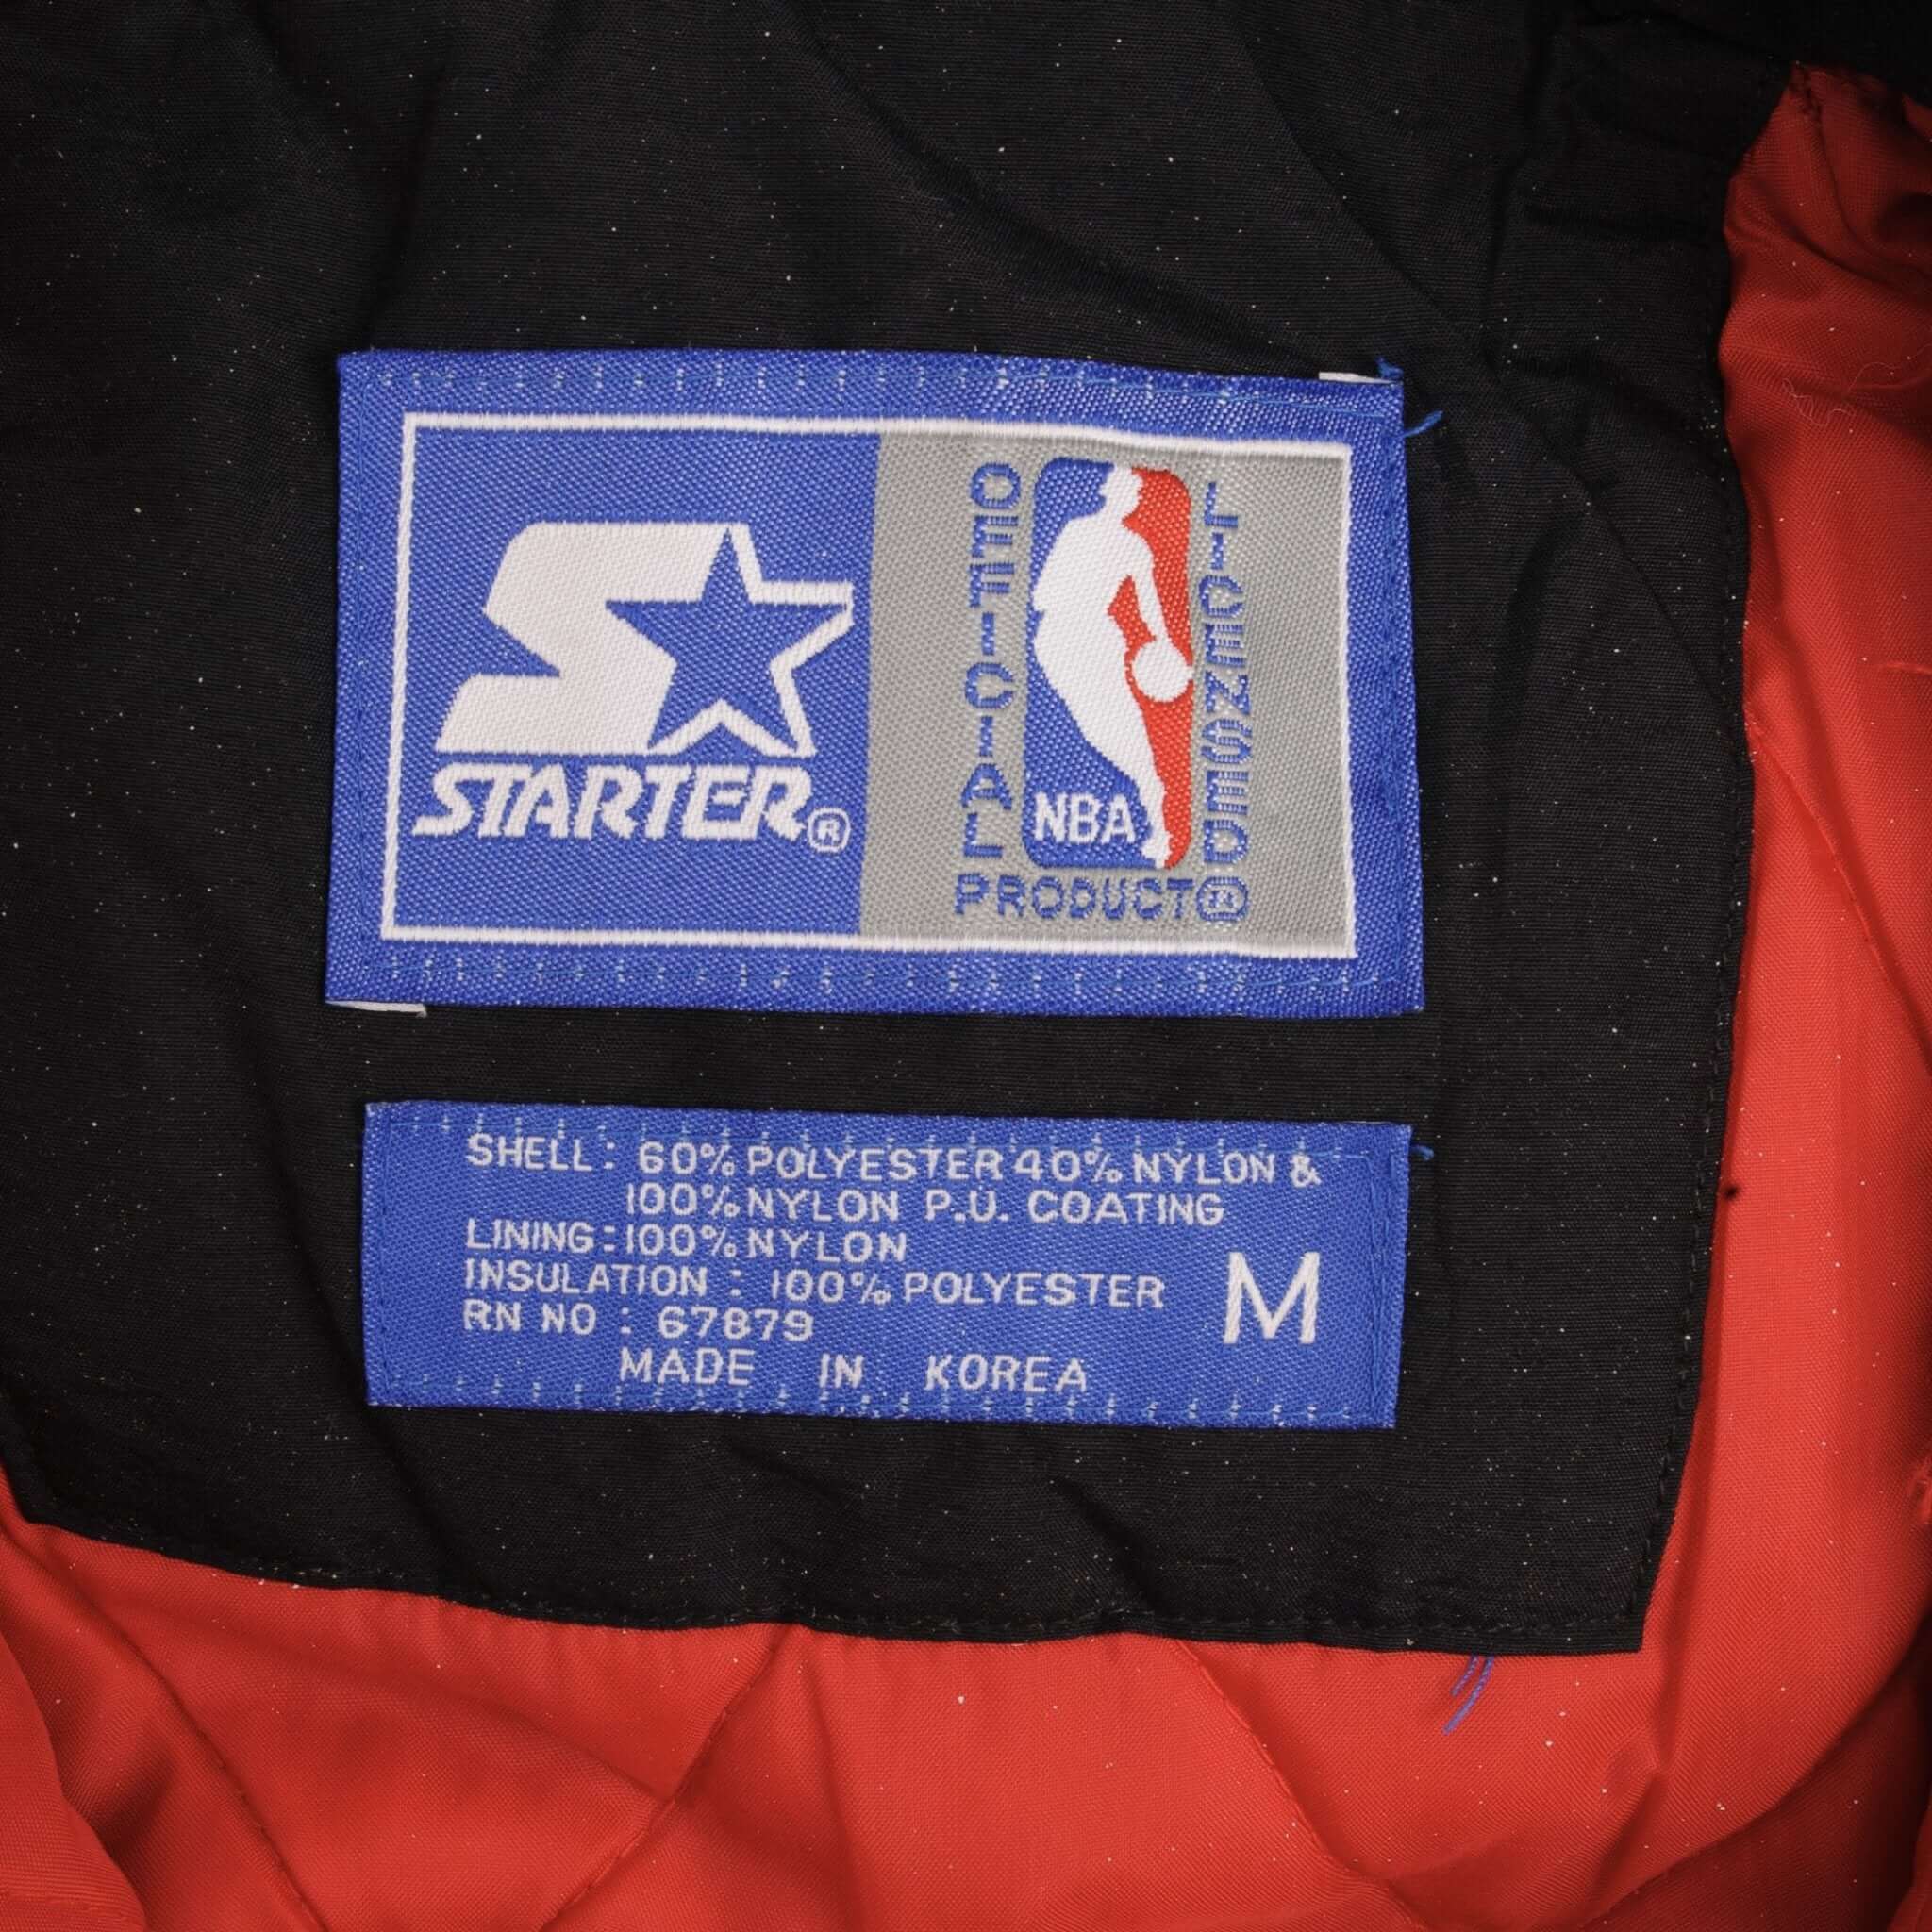 STARTER®
OFFICIAL
LICENSED
NBA
PRODUCT®
SHELL: 60% POLYESTER 40% NYLON &
100% NYLON P.U. COATING
LINING: 100% NYLON
INSULATION : 100% POLYESTER
RN NO : 67879
MADE IN KOREA
M